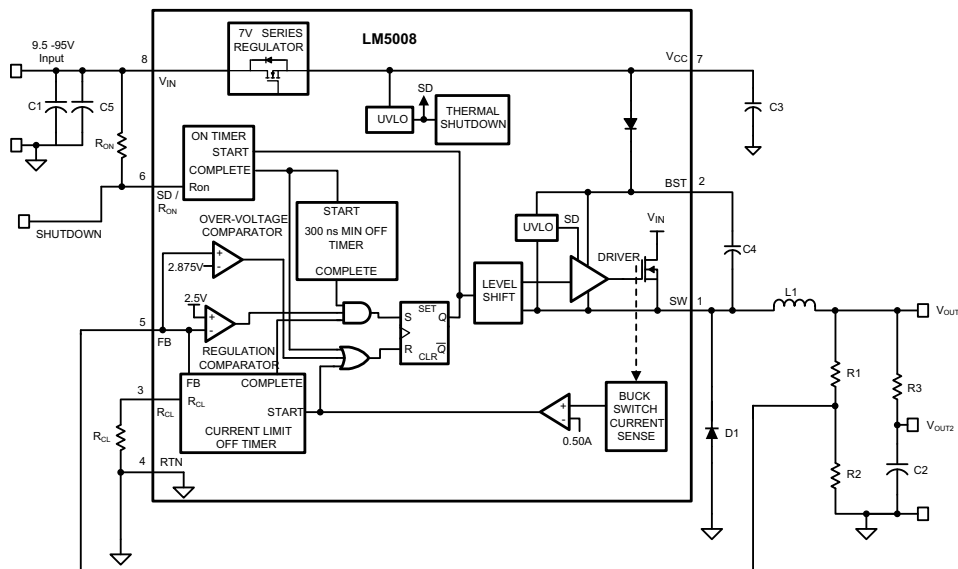 LM5008
9.5 -95V
Input
8
VIN
7V SERIES
REGULATOR
VCC
7
C1
C5
RON
C3
UVLO
SD
THERMAL
SHUTDOWN
ON TIMER
START
COMPLETE
Ron
6
SD /
RON
SHUTDOWN
BST
2
START
300 ns MIN OFF
TIMER
COMPLETE
OVER-VOLTAGE
COMPARATOR
+
-
2.875V
UVLO
SD
VIN
DRIVER
C4
LEVEL
SHIFT
SW
1
L1
VOUT
2.5V
+
-
5
FB
REGULATION
COMPARATOR
S
SET
Q
R
CLR
Q
R1
R3
FB
COMPLETE
3
RCL
RCL
START
CURRENT LIMIT
OFF TIMER
RCL
+
-
0.50A
BUCK
SWITCH
CURRENT
SENSE
D1
VOUT2
R2
C2
4
RTN